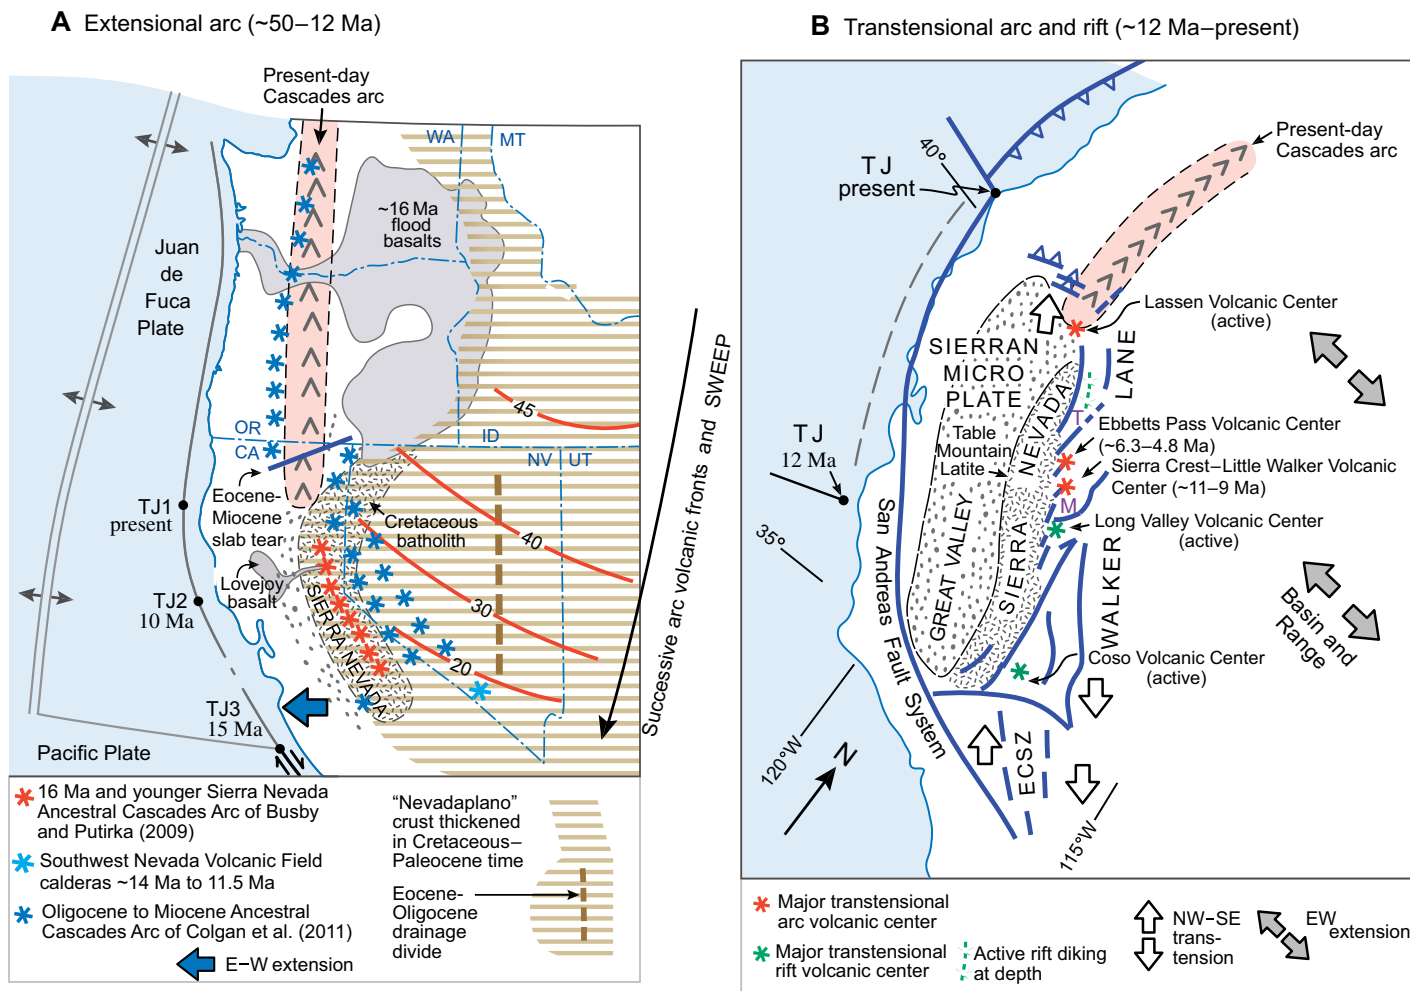 A Extensional arc (~50–12 Ma)
Present-day
Cascades arc
WA
MT
~16 Ma
flood
basalts
Juan
de
Fuca
Plate
45
OR
CA
ID
NV
UT
Eocene-
Miocene
slab tear
Cretaceous
batholith
TJ1
present
40
Lovejoy
basalt
TJ2
10 Ma
30
SIERRA NEVADA
20
TJ3
15 Ma
Pacific Plate
Successive arc volcanic fronts and SWEEP
16 Ma and younger Sierra Nevada
Ancestral Cascades Arc of Busby
and Putirka (2009)
Southwest Nevada Volcanic Field
calderas ~14 Ma to 11.5 Ma
Oligocene to Miocene Ancestral
Cascades Arc of Colgan et al. (2011)
E–W extension
“Nevadaplano”
crust thickened
in Cretaceous–
Paleocene time
Eocene-
Oligocene
drainage
divide
B Transtensional arc and rift (~12 Ma–present)
Present-day
Cascades arc
TJ
present
40°
Lassen Volcanic Center
(active)
SIERRAN
MICRO
PLATE
LANE
T
Ebbetts Pass Volcanic Center
(~6.3–4.8 Ma)
TJ
12 Ma
Table
Mountain
Latite
Sierra Crest–Little Walker Volcanic
Center (~11–9 Ma)
M
Long Valley Volcanic Center
(active)
35°
San Andreas Fault System
GREAT VALLEY
SIERRA NEVADA
WALKER
Basin and
Range
Coso Volcanic Center
(active)
120°W
N
ECSZ
115°W
Major transtensional
arc volcanic center
Major transtensional
rift volcanic center
Active rift diking
at depth
NW–SE
trans-
tension
EW
extension